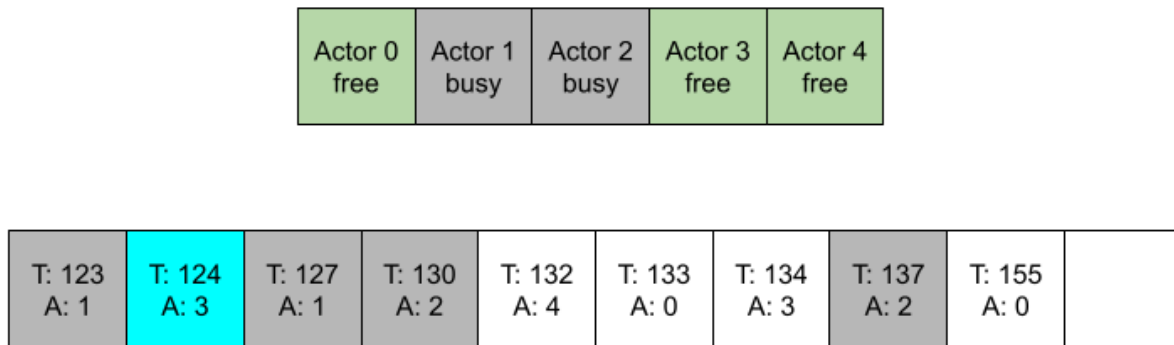 Actor 0
free
Actor 1
busy
Actor 2
busy
Actor 3
free
Actor 4
free
T: 123
A: 1
T: 124
A: 3
T: 127
A: 1
T: 130
A: 2
T: 132
A: 4
T: 133
A: 0
T: 134
A: 3
T: 137
A: 2
T: 155
A: 0